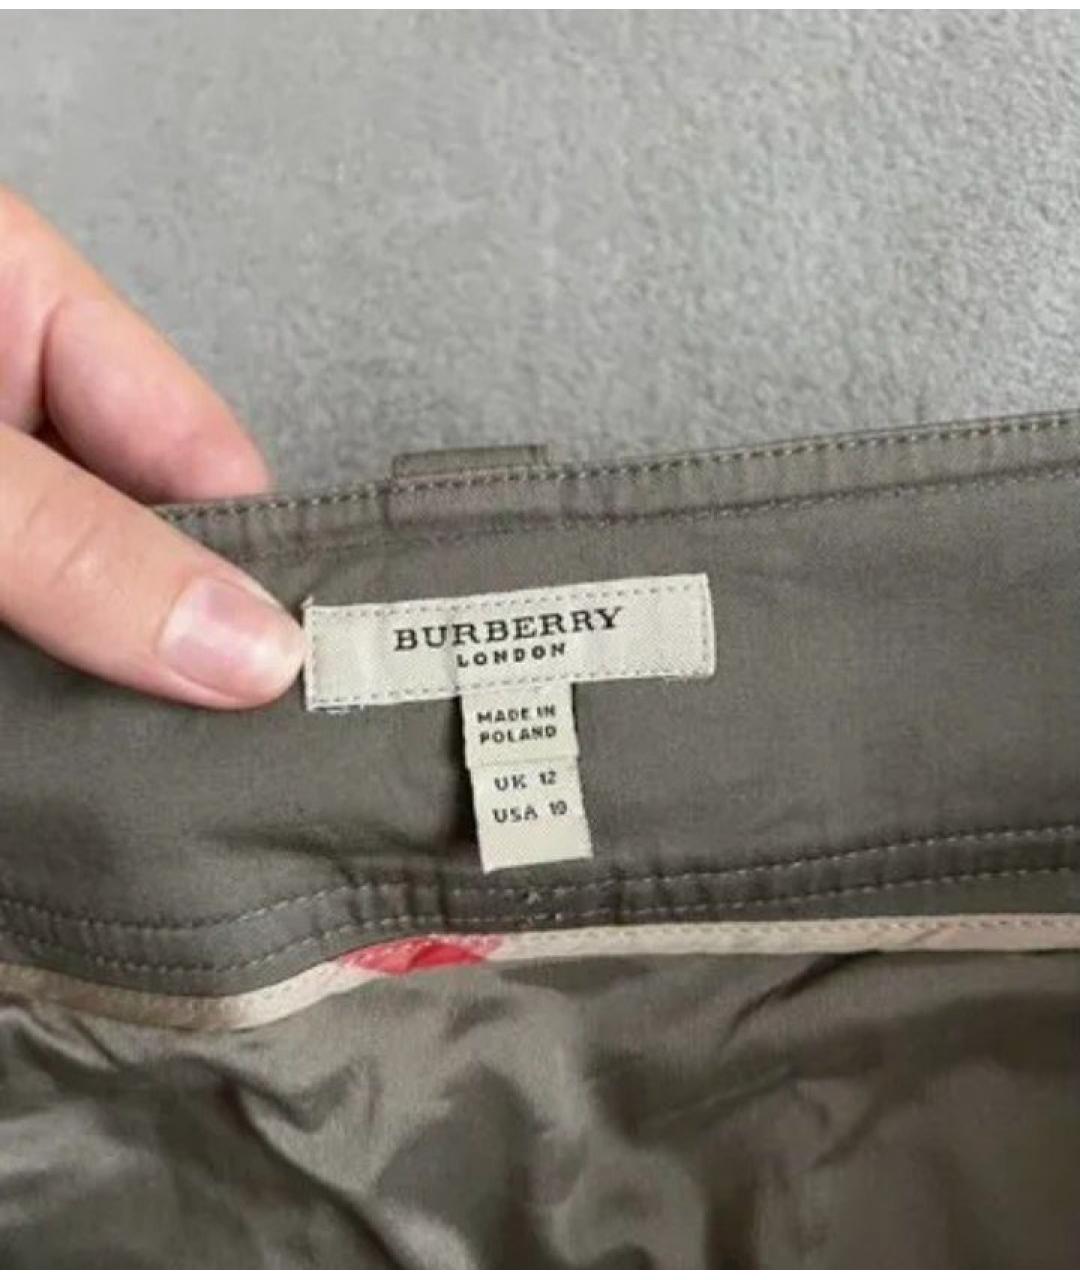 BURBERRY
LONDON
MADE IN
POLAND
UK 12
USA 10